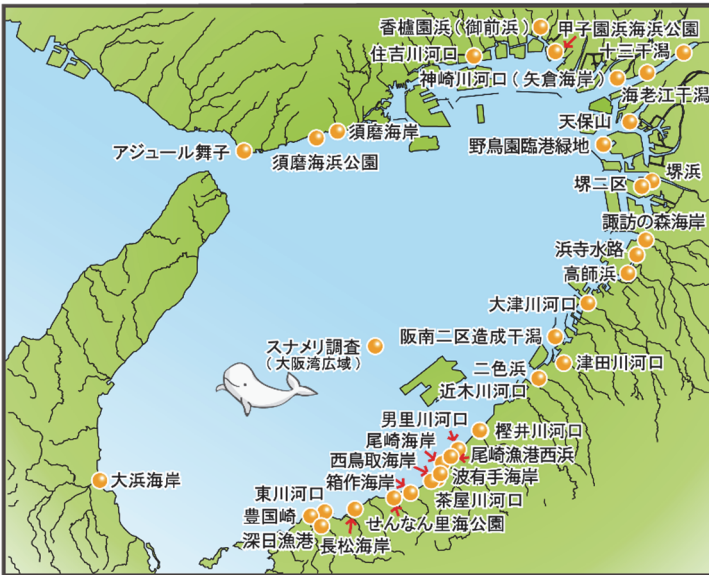 香櫨園浜(御前浜)
甲子園浜海浜公園
住吉川河口
十三干潟
神崎川河口(矢倉海岸)
海老江干潟
須磨海岸
天保山
アジュール舞子
須磨海浜公園
野鳥園臨港緑地
堺浜
堺二区
諏訪の森海岸
浜寺水路
高師浜
大津川河口
阪南二区造成干潟
スナメリ調査
(大阪湾広域)
津田川河口
二色浜
近木川河口
男里川河口
樫井川河口
尾崎海岸
尾崎漁港西浜
西鳥取海岸
波有手海岸
大浜海岸
箱作海岸
茶屋川河口
東川河口
せんなん里海公園
豊国崎
深日漁港
長松海岸